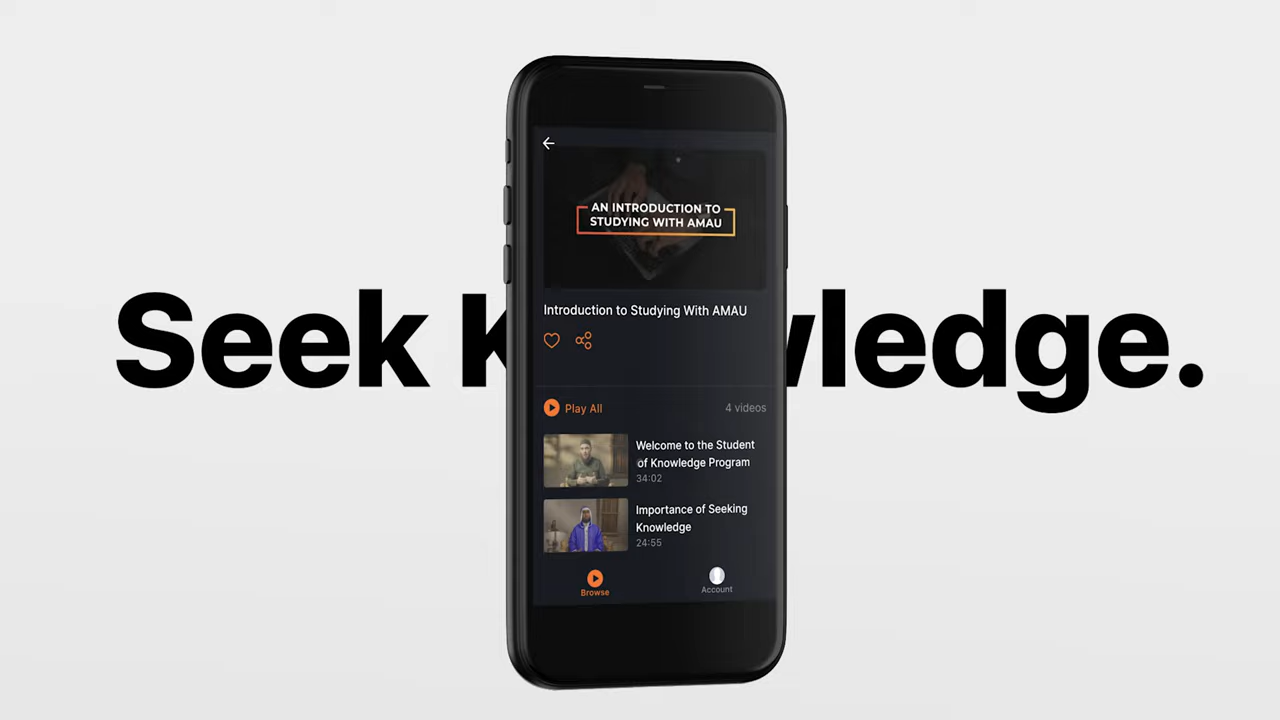 Seek K wledge.
AN INTRODUCTION TO
STUDYING WITH AMAU
Introduction to Studying With AMAU
Play All
4 videos
Welcome to the Student
of Knowledge Program
34:02
Importance of Seeking
Knowledge
24:55
Browse
Account